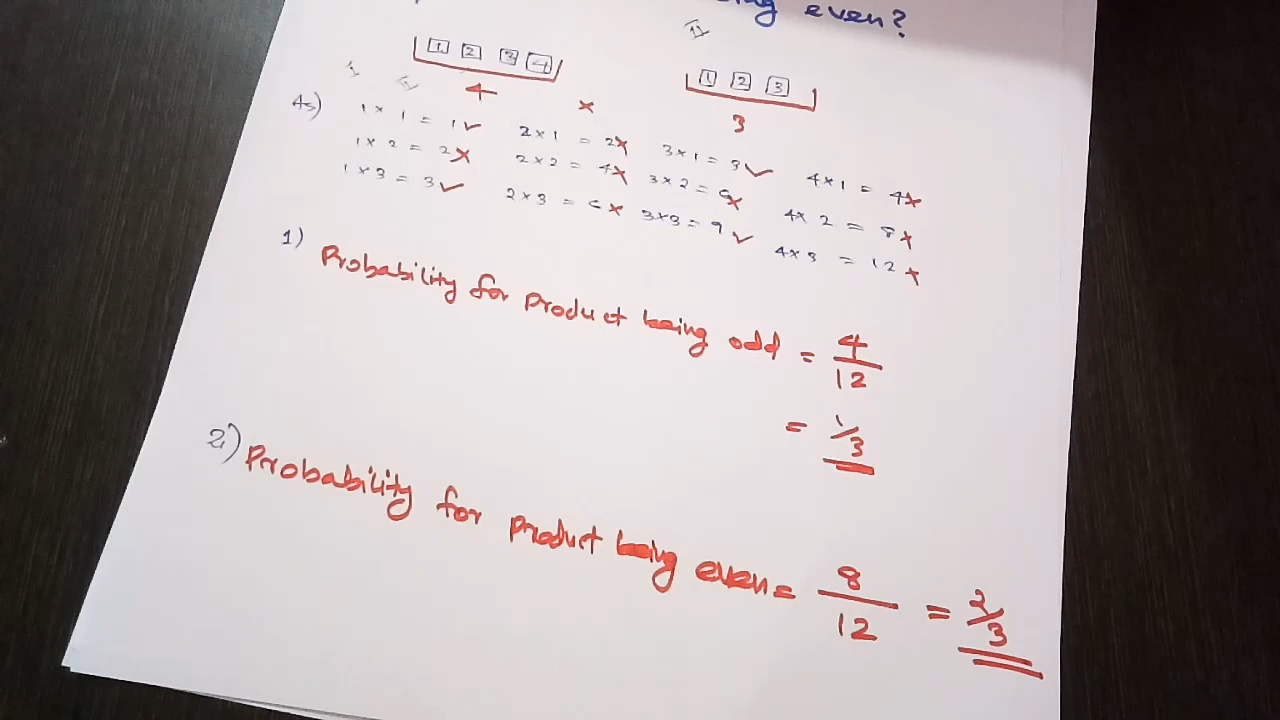 even?
1 2 3 4
1 2 3
4 × 3
As) 1 × 1 = 1 ✓ 2 × 1 = 2 × 3 × 1 = 3 ✓ 4 × 1 = 4 ×
1 × 2 = 2 × 2 × 2 = 4 × 3 × 2 = 6 × 4 × 2 = 8 ×
1 × 3 = 3 ✓ 2 × 3 = 6 × 3 × 3 = 9 ✓ 4 × 3 = 12 ×
1) Probability for product being odd = 4/12
= 1/3
2) Probability for product being even = 8/12 = 2/3